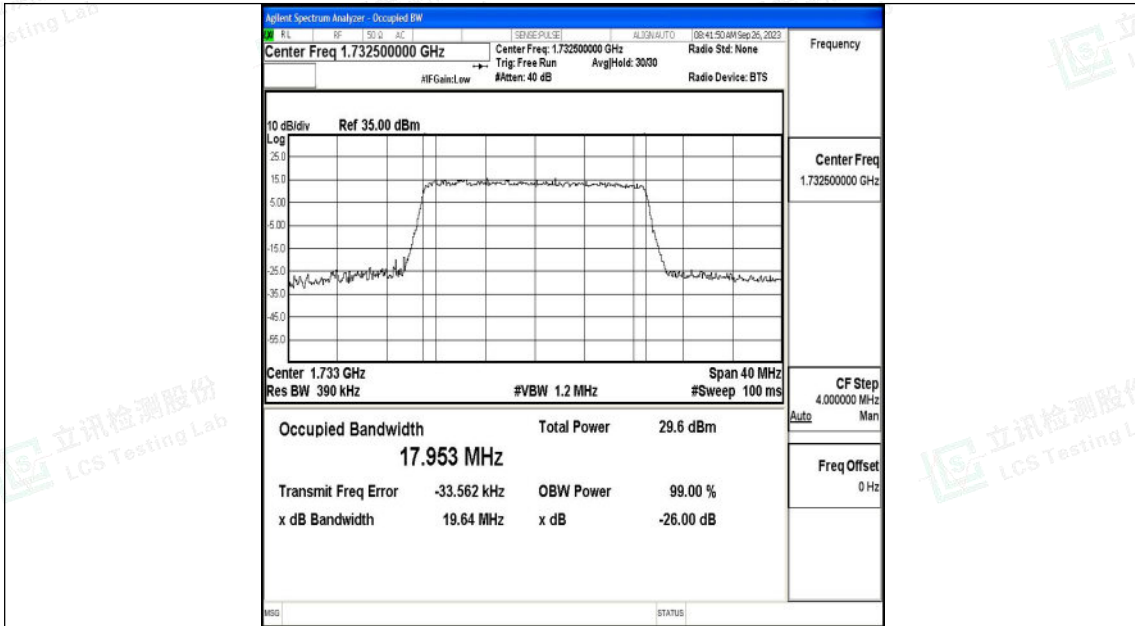 Agilent Spectrum Analyzer - Occupied BW
RL RF 50 Ω AC SENSE:PULSE ALIGNAUTO 08:41:50 AM Sep 26, 2023
Center Freq 1.732500000 GHz
Center Freq: 1.732500000 GHz
Radio Std: None
Trig: Free Run Avg|Hold: 30/30
#IFGain:Low
#Atten: 40 dB
Radio Device: BTS
10 dB/div Ref 35.00 dBm
Log
25.0
15.0
5.00
-5.00
-15.0
-25.0
-35.0
-45.0
-55.0
Center 1.733 GHz Span 40 MHz
Res BW 390 kHz #VBW 1.2 MHz #Sweep 100 ms
Occupied Bandwidth Total Power 29.6 dBm
17.953 MHz
Transmit Freq Error -33.562 kHz OBW Power 99.00 %
x dB Bandwidth 19.64 MHz x dB -26.00 dB
MSG STATUS
Frequency
Center Freq
1.732500000 GHz
CF Step
4.000000 MHz
Auto Man
Freq Offset
0 Hz
sting Lab
立
立讯检测股份
LCS Testing Lab
立讯检测股份
LCS Testing L